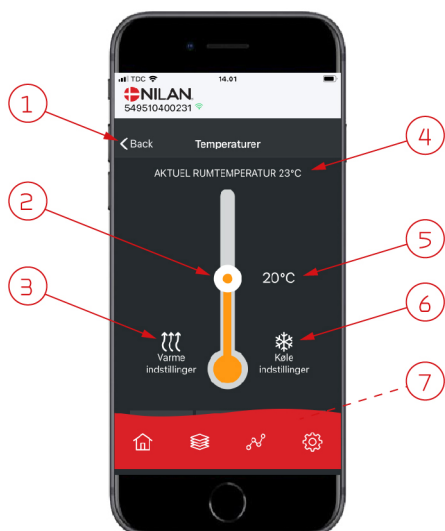 TDC 14.01
NILAN
549510400231
1
Back Temperaturer
4
AKTUEL RUMTEMPERATUR 23°C
2
20°C
5
3
6
Varme
indstillinger
Køle
indstillinger
7